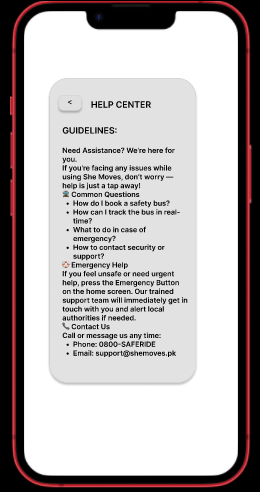 <
HELP CENTER
GUIDELINES:
Need Assistance? We're here for
you.
If you're facing any issues while
using She Moves, don't worry —
help is just a tap away!
Common Questions
• How do I book a safety bus?
• How can I track the bus in real-
time?
• What to do in case of
emergency?
• How to contact security or
support?
Emergency Help
If you feel unsafe or need urgent
help, press the Emergency Button
on the home screen. Our trained
support team will immediately get in
touch with you and alert local
authorities if needed.
Contact Us
Call or message us any time:
• Phone: 0800-SAFERIDE
• Email: support@shemoves.pk